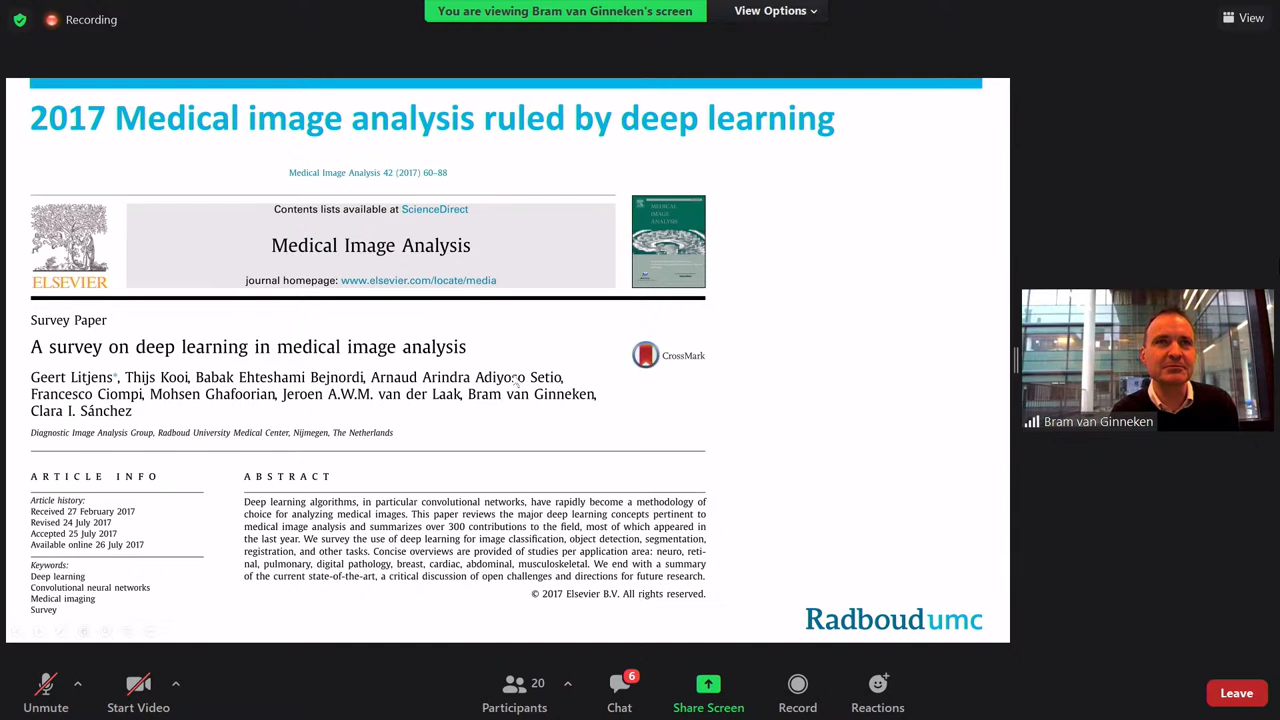 Recording
You are viewing Bram van Ginneken's screen
View Options
View
2017 Medical image analysis ruled by deep learning
Medical Image Analysis 42 (2017) 60–88
Contents lists available at ScienceDirect
Medical Image Analysis
journal homepage: www.elsevier.com/locate/media
ELSEVIER
MEDICAL
IMAGE
ANALYSIS
Survey Paper
A survey on deep learning in medical image analysis
CrossMark
Geert Litjens*, Thijs Kooi, Babak Ehteshami Bejnordi, Arnaud Arindra Adiyoso Setio,
Francesco Ciompi, Mohsen Ghafoorian, Jeroen A.W.M. van der Laak, Bram van Ginneken,
Clara I. Sánchez
Diagnostic Image Analysis Group, Radboud University Medical Center, Nijmegen, The Netherlands
ARTICLE INFO
Article history:
Received 27 February 2017
Revised 24 July 2017
Accepted 25 July 2017
Available online 26 July 2017
Keywords:
Deep learning
Convolutional neural networks
Medical imaging
Survey
ABSTRACT
Deep learning algorithms, in particular convolutional networks, have rapidly become a methodology of
choice for analyzing medical images. This paper reviews the major deep learning concepts pertinent to
medical image analysis and summarizes over 300 contributions to the field, most of which appeared in
the last year. We survey the use of deep learning for image classification, object detection, segmentation,
registration, and other tasks. Concise overviews are provided of studies per application area: neuro, reti-
nal, pulmonary, digital pathology, breast, cardiac, abdominal, musculoskeletal. We end with a summary
of the current state-of-the-art, a critical discussion of open challenges and directions for future research.
© 2017 Elsevier B.V. All rights reserved.
Radboudumc
Bram van Ginneken
Unmute
Start Video
20
Participants
6
Chat
Share Screen
Record
Reactions
Leave